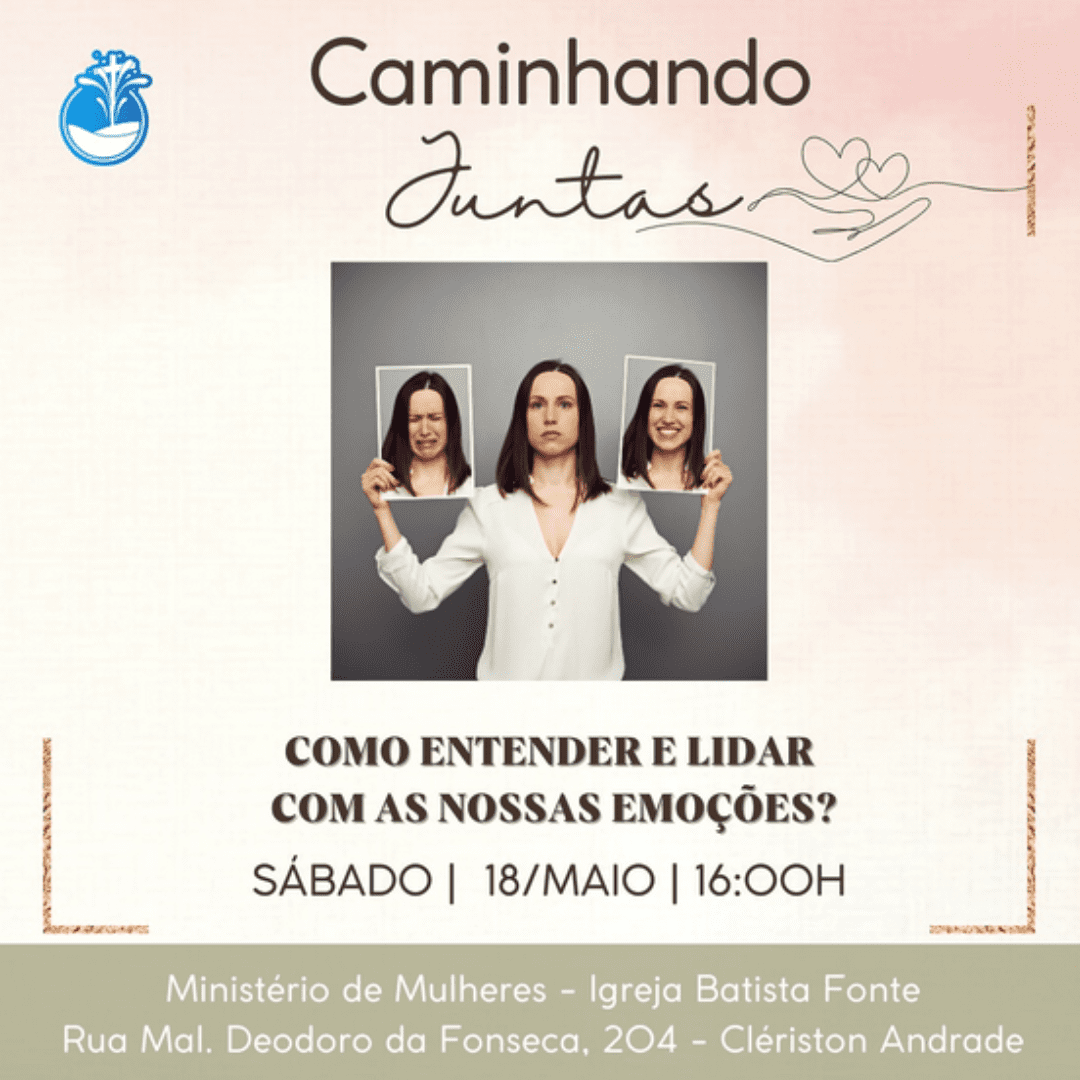 Caminhando
Juntas
COMO ENTENDER E LIDAR
COM AS NOSSAS EMOÇÕES?
SÁBADO | 18/MAIO | 16:00H
Ministério de Mulheres - Igreja Batista Fonte
Rua Mal. Deodoro da Fonseca, 204 - Clériston Andrade